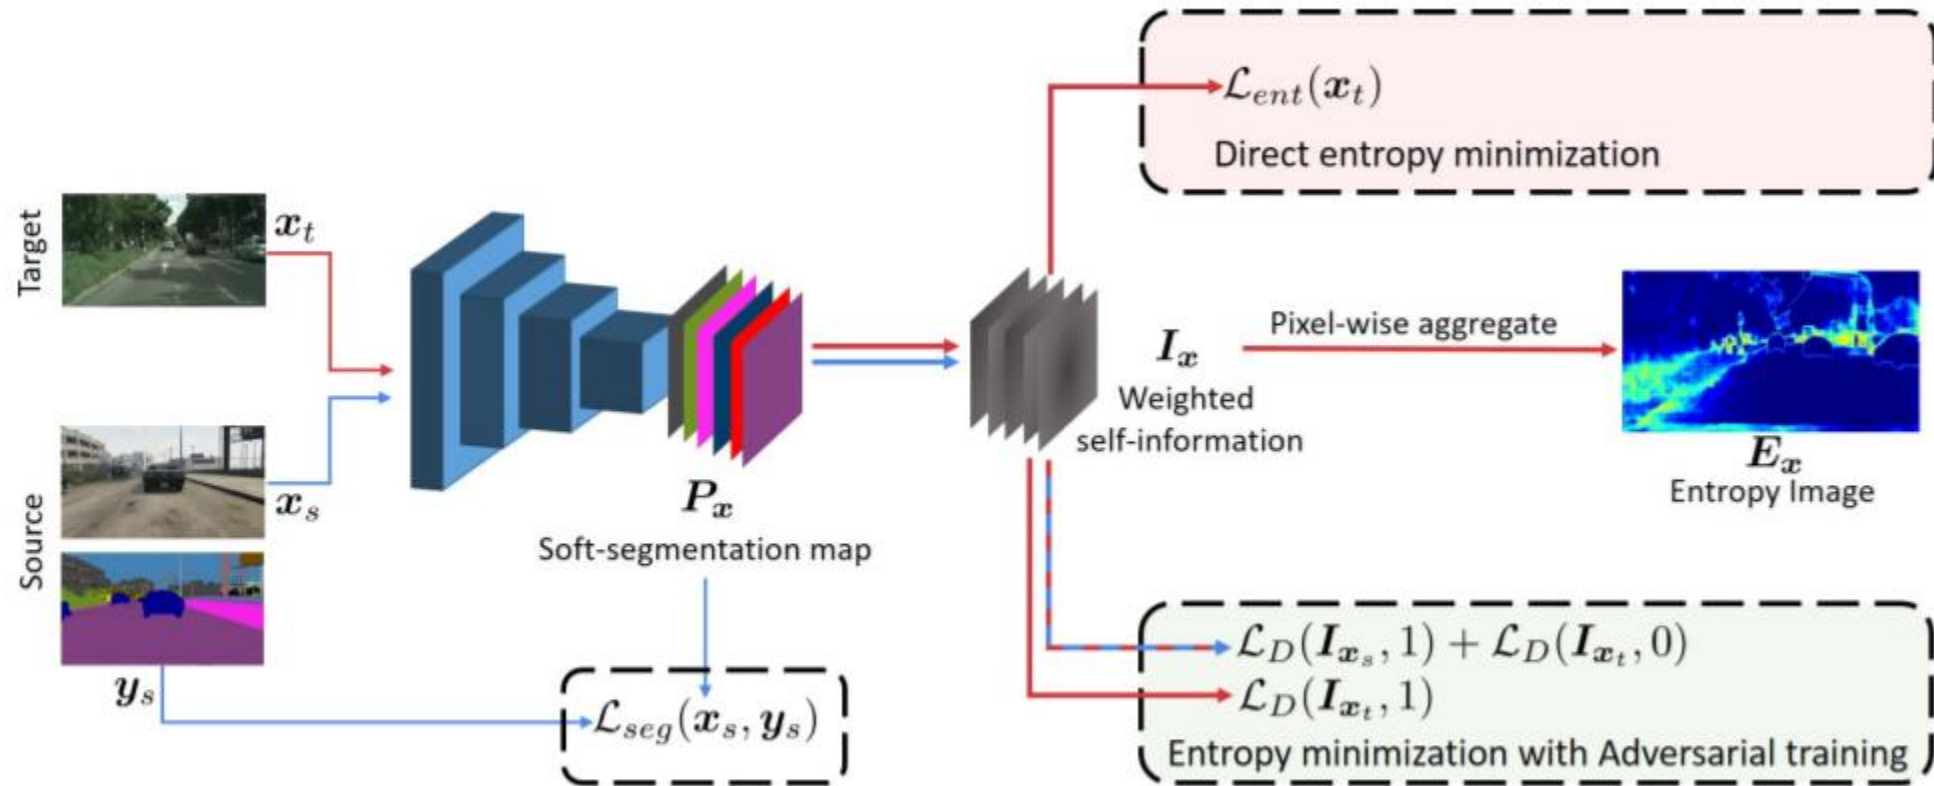 ℒ_ent(𝒙_t)
Direct entropy minimization
Target
𝒙_t
Source
𝒙_s
𝒚_s
𝑷_𝒙
Soft-segmentation map
ℒ_seg(𝒙_s, 𝒚_s)
𝑰_𝒙
Weighted
self-information
Pixel-wise aggregate
𝑬_𝒙
Entropy Image
ℒ_D(𝑰_𝒙_s, 1) + ℒ_D(𝑰_𝒙_t, 0)
ℒ_D(𝑰_𝒙_t, 1)
Entropy minimization with Adversarial training